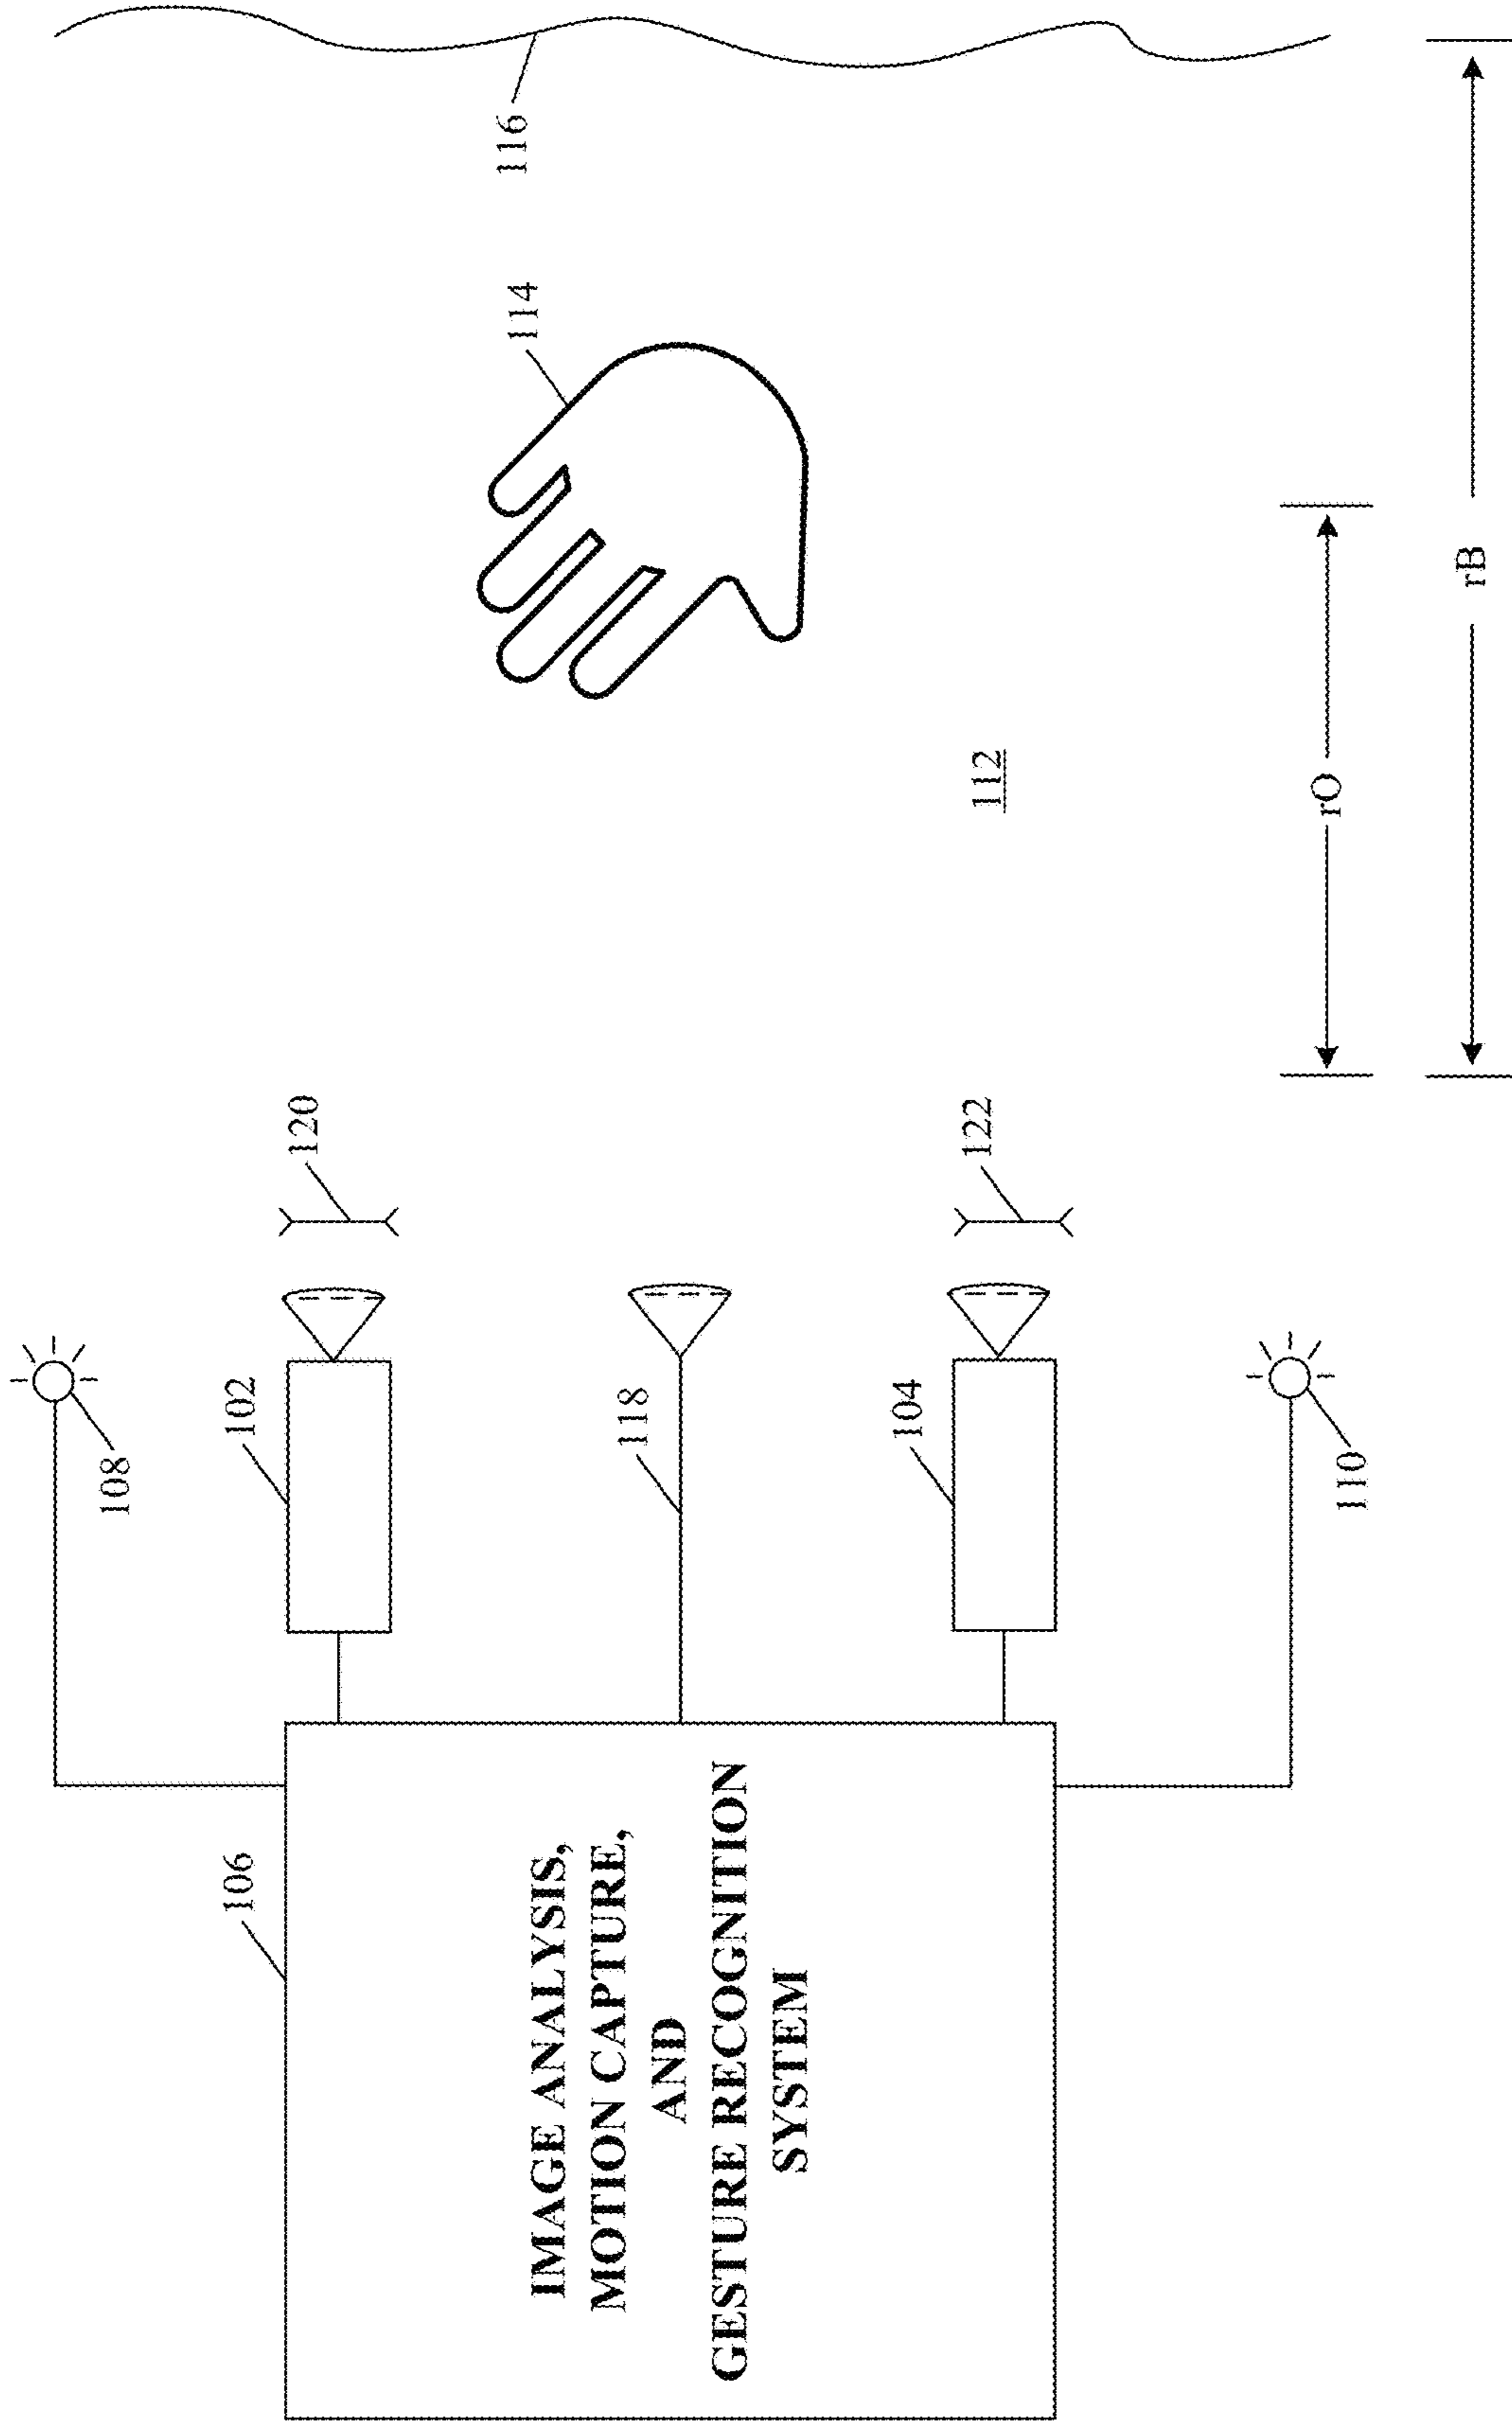 106
IMAGE ANALYSIS,
MOTION CAPTURE,
AND
GESTURE RECOGNITION
SYSTEM
108
102
118
104
110
120
122
114
116
112
rO
rB